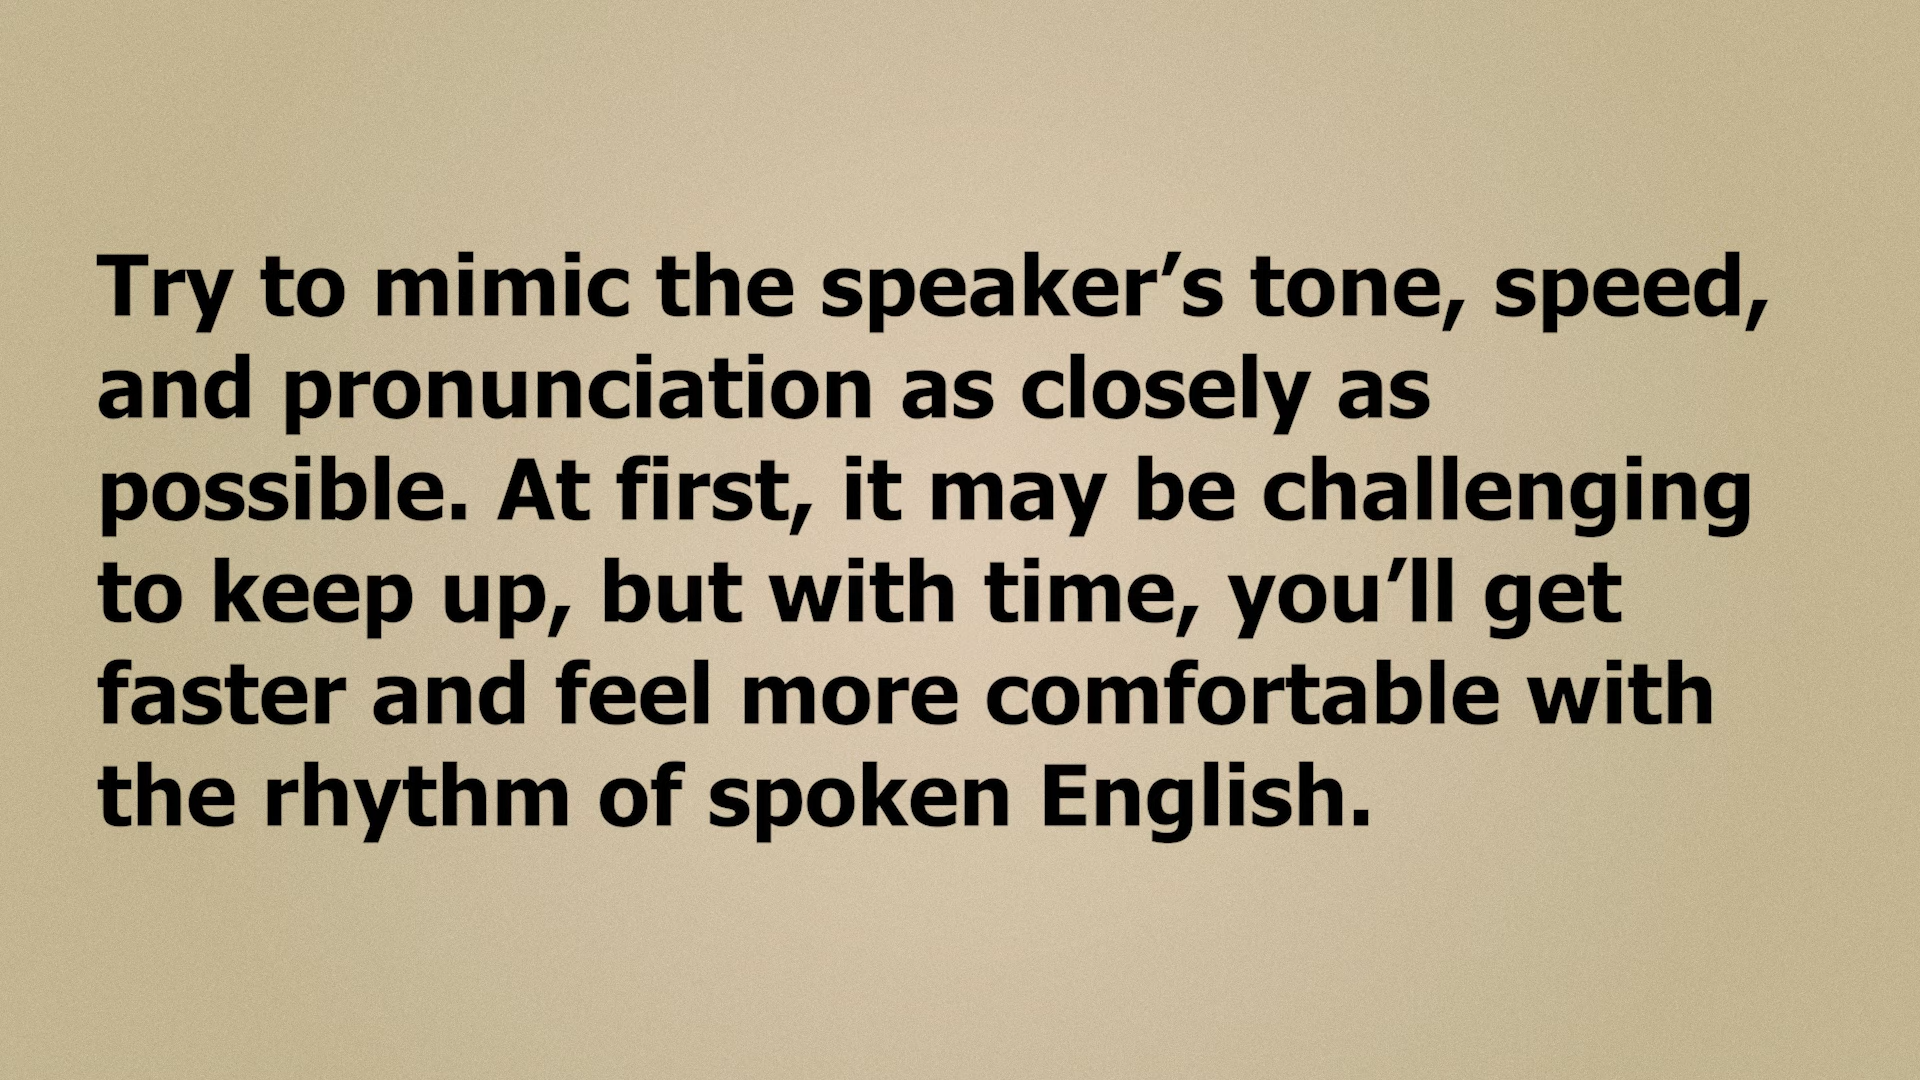 Try to mimic the speaker’s tone, speed,
and pronunciation as closely as
possible. At first, it may be challenging
to keep up, but with time, you’ll get
faster and feel more comfortable with
the rhythm of spoken English.